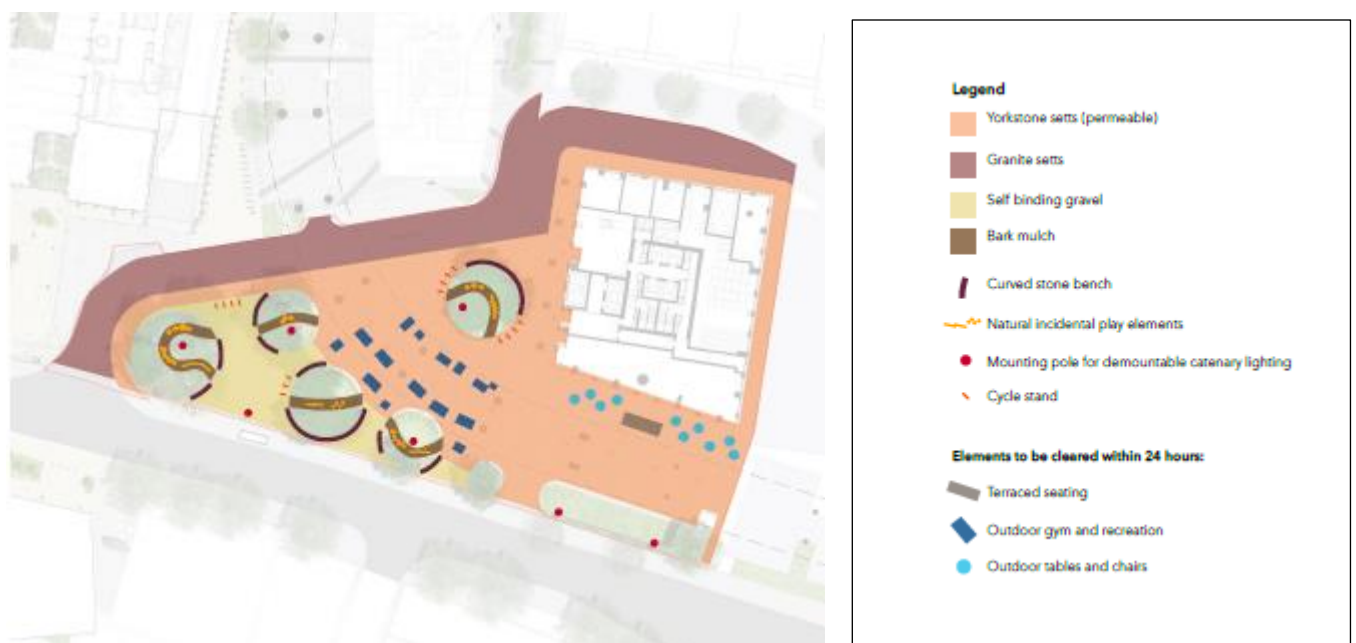 Legend
Yorkstone setts (permeable)
Granite setts
Self binding gravel
Bark mulch
Curved stone bench
Natural incidental play elements
Mounting pole for demountable catenary lighting
Cycle stand
Elements to be cleared within 24 hours:
Terraced seating
Outdoor gym and recreation
Outdoor tables and chairs